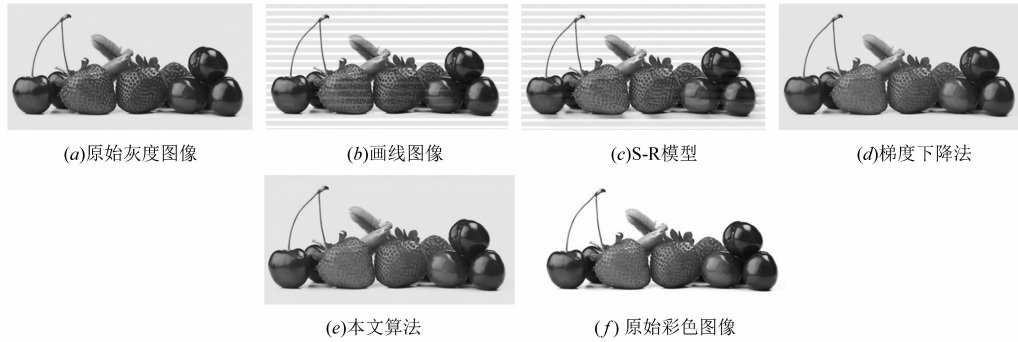 (a)原始灰度图像
(b)画线图像
(c)S-R模型
(d)梯度下降法
(e)本文算法
(f) 原始彩色图像